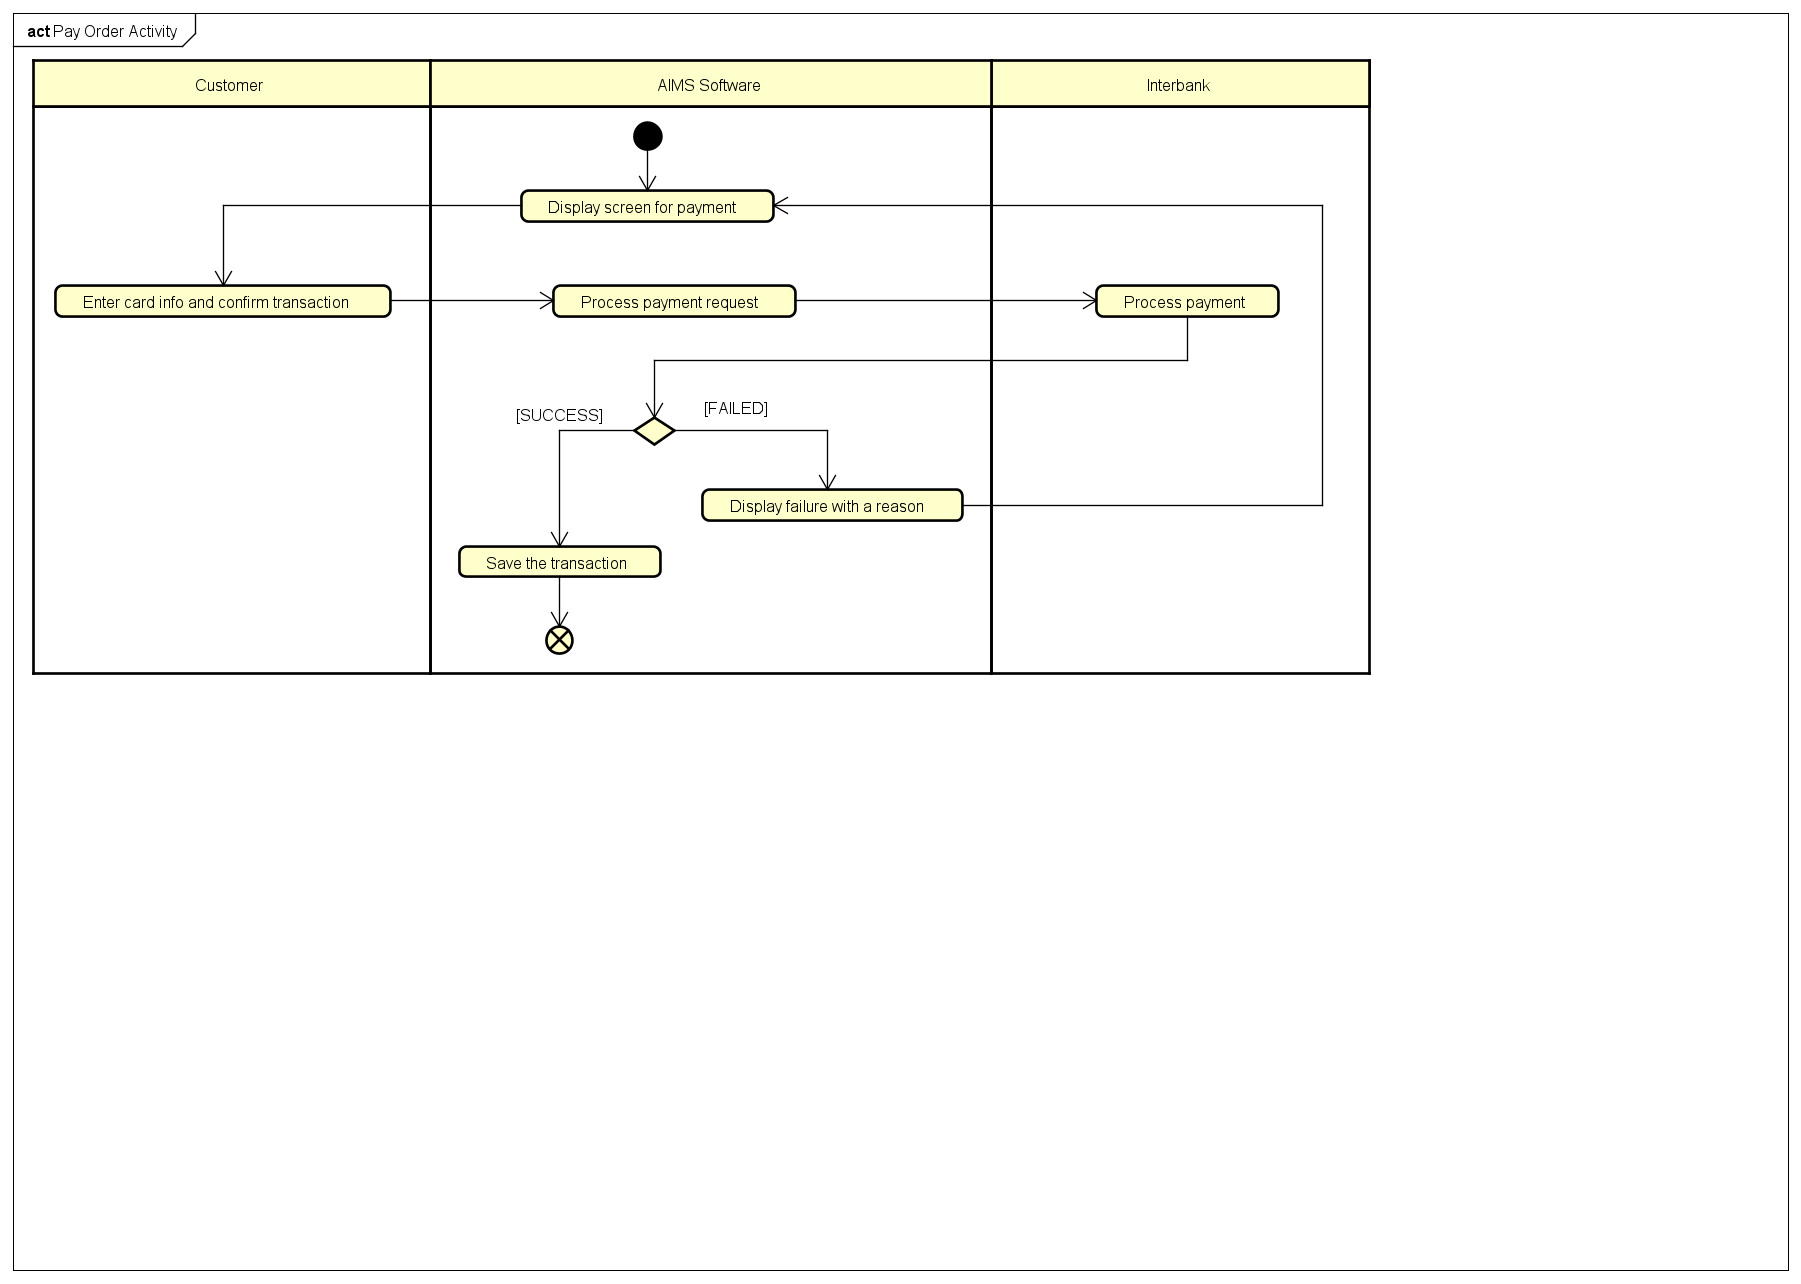 act Pay Order Activity
Customer
AIMS Software
Interbank
Display screen for payment
Enter card info and confirm transaction
Process payment request
Process payment
[SUCCESS]
[FAILED]
Display failure with a reason
Save the transaction